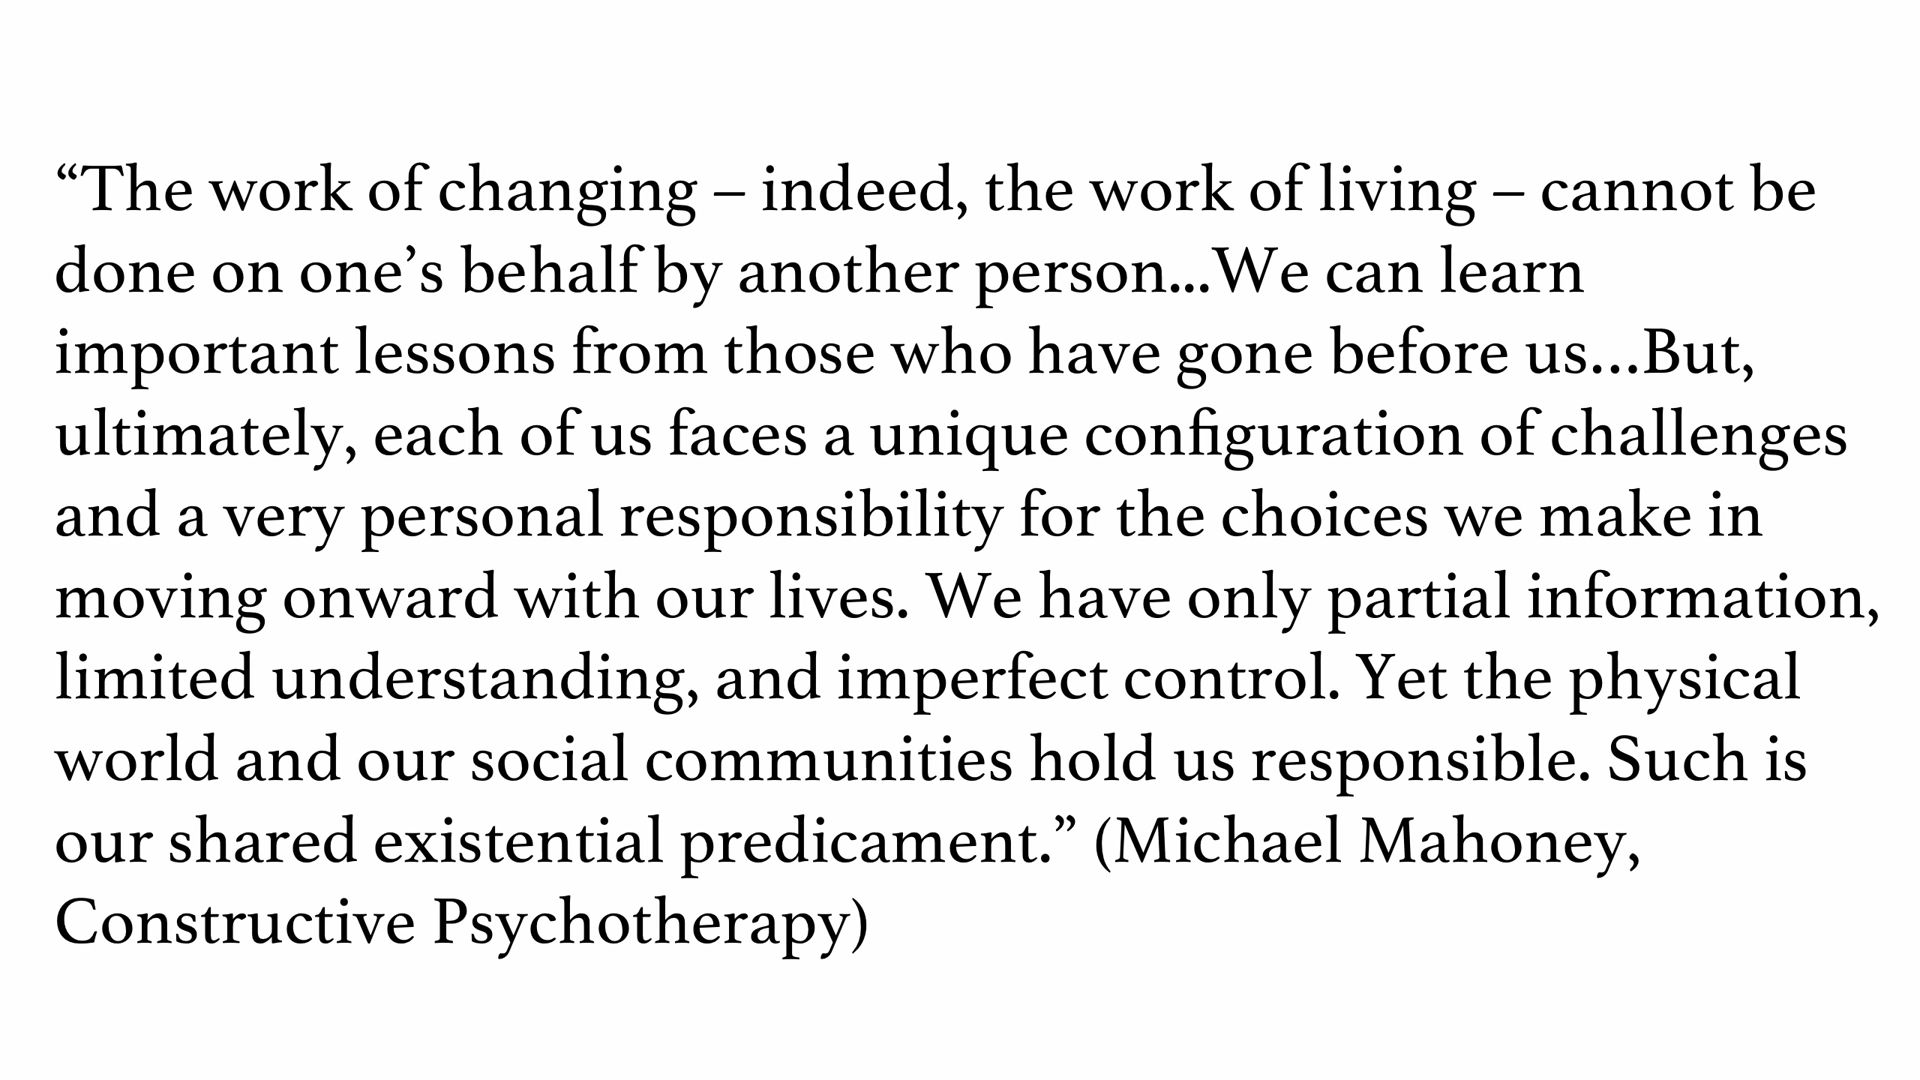 “The work of changing – indeed, the work of living – cannot be
done on one’s behalf by another person...We can learn
important lessons from those who have gone before us…But,
ultimately, each of us faces a unique configuration of challenges
and a very personal responsibility for the choices we make in
moving onward with our lives. We have only partial information,
limited understanding, and imperfect control. Yet the physical
world and our social communities hold us responsible. Such is
our shared existential predicament.” (Michael Mahoney,
Constructive Psychotherapy)